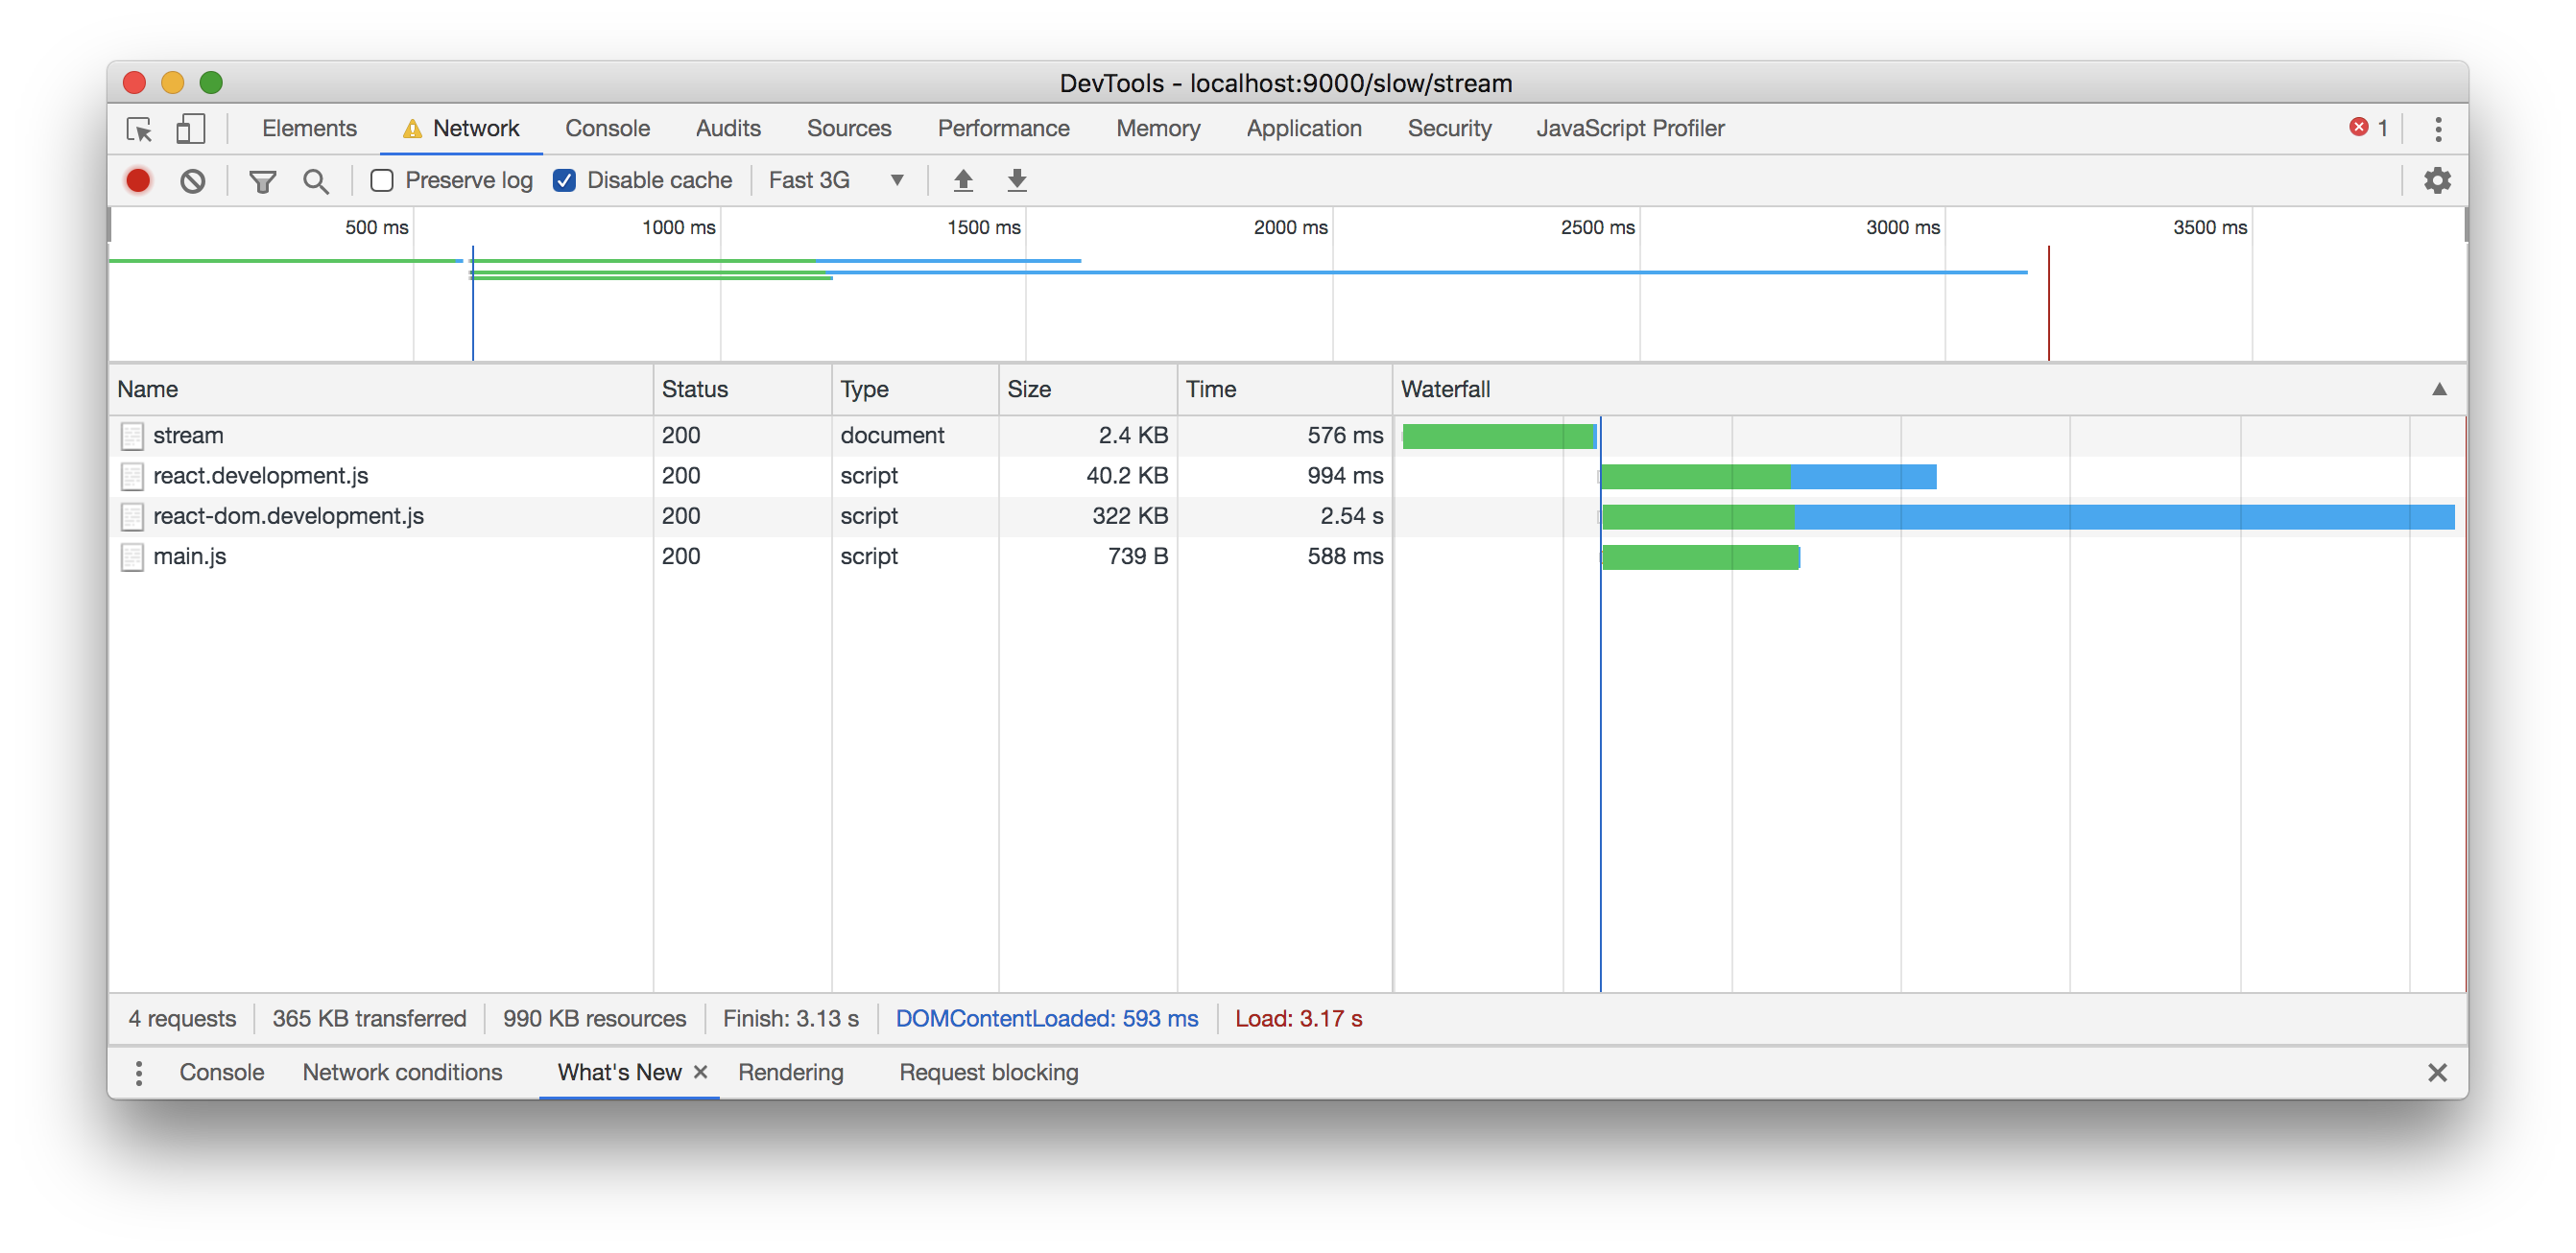 DevTools - localhost:9000/slow/stream
Elements Network Console Audits Sources Performance Memory Application Security JavaScript Profiler 1
Preserve log Disable cache Fast 3G
500 ms 1000 ms 1500 ms 2000 ms 2500 ms 3000 ms 3500 ms
Name Status Type Size Time Waterfall
stream 200 document 2.4 KB 576 ms
react.development.js 200 script 40.2 KB 994 ms
react-dom.development.js 200 script 322 KB 2.54 s
main.js 200 script 739 B 588 ms
4 requests 365 KB transferred 990 KB resources Finish: 3.13 s DOMContentLoaded: 593 ms Load: 3.17 s
Console Network conditions What's New Rendering Request blocking